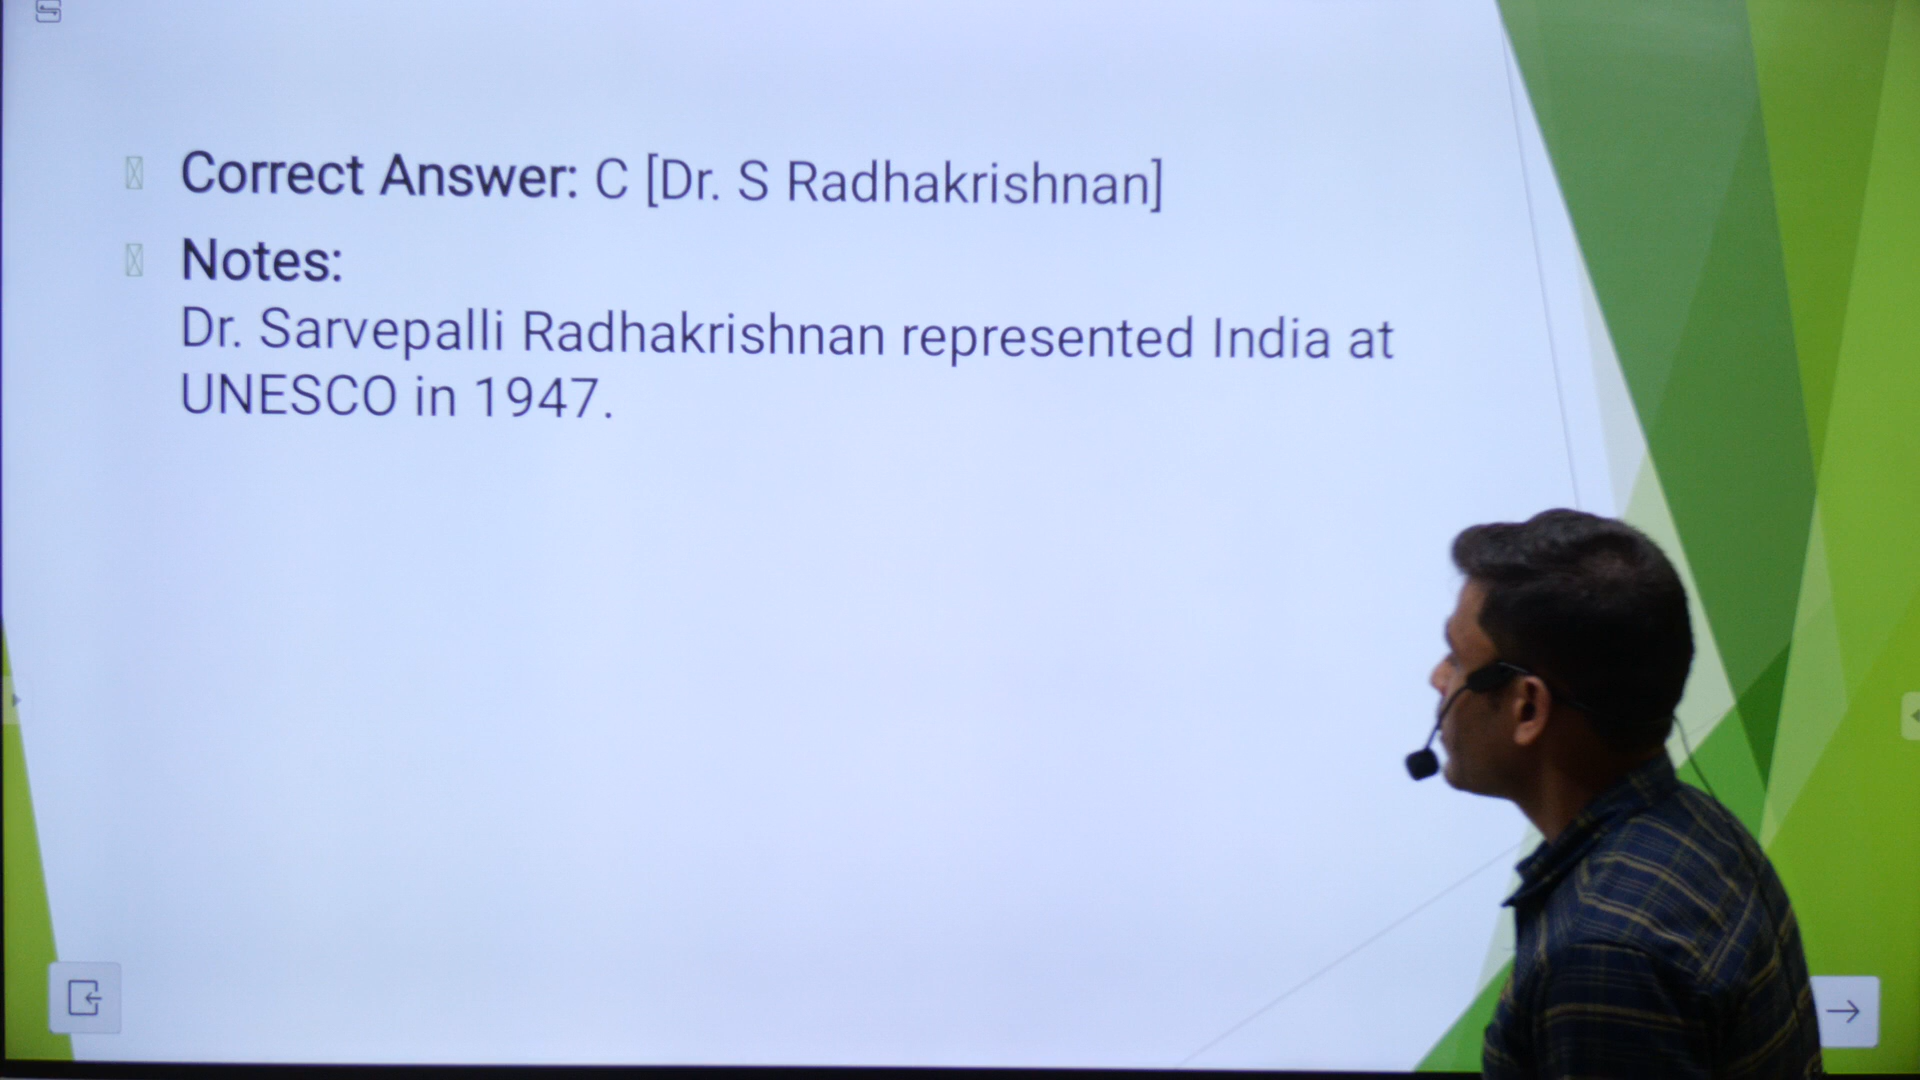 Correct Answer: C [Dr. S Radhakrishnan]
Notes:
Dr. Sarvepalli Radhakrishnan represented India at
UNESCO in 1947.